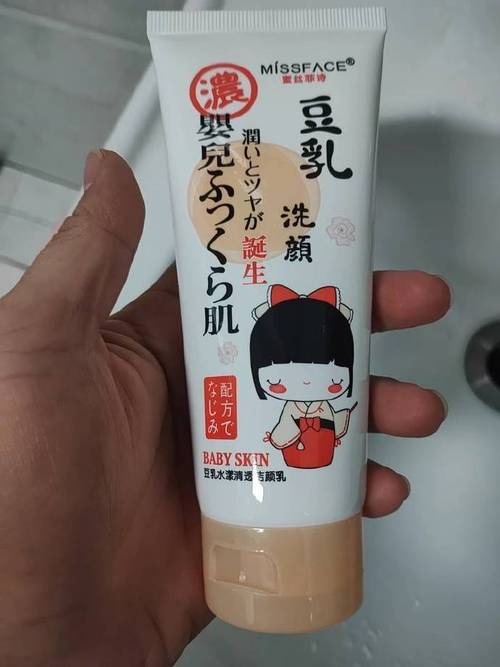 MİSSFACE®
蜜丝菲诗
豆乳
洗顔
濃
潤いとツヤが誕生
嬰兒ふっくら肌
配方で
なじみ
BABY SKIN
豆乳水漾清透洁颜乳